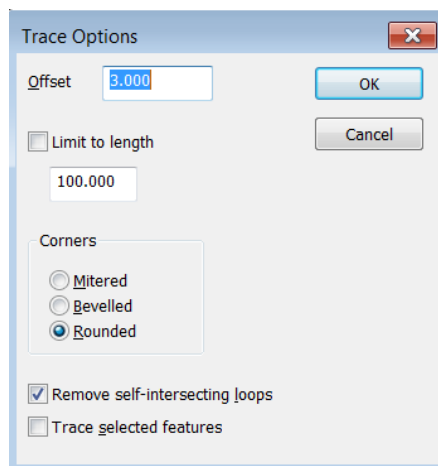 Trace Options
Offset 3.000 OK
Limit to length Cancel
100.000
Corners
Mitered
Bevelled
Rounded
Remove self-intersecting loops
Trace selected features